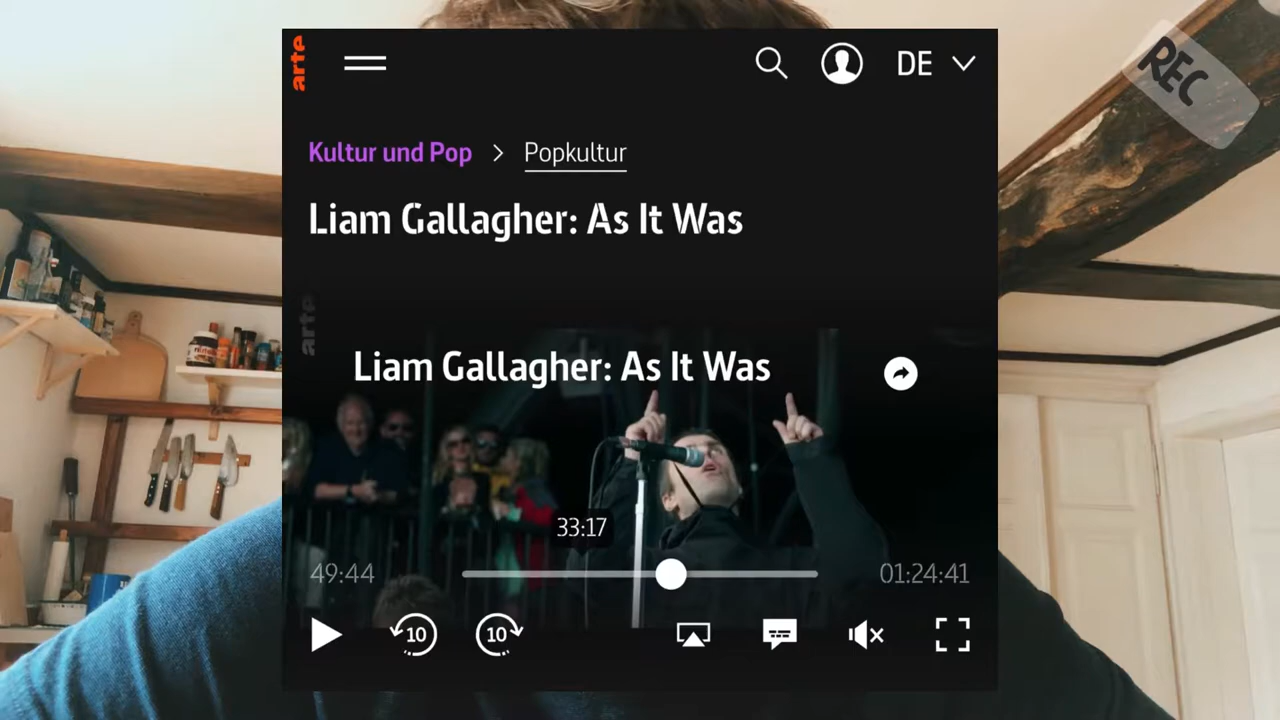 arte
DE
REC
Kultur und Pop > Popkultur
Liam Gallagher: As It Was
arte
Liam Gallagher: As It Was
33:17
49:44
01:24:41
10
10
nutella